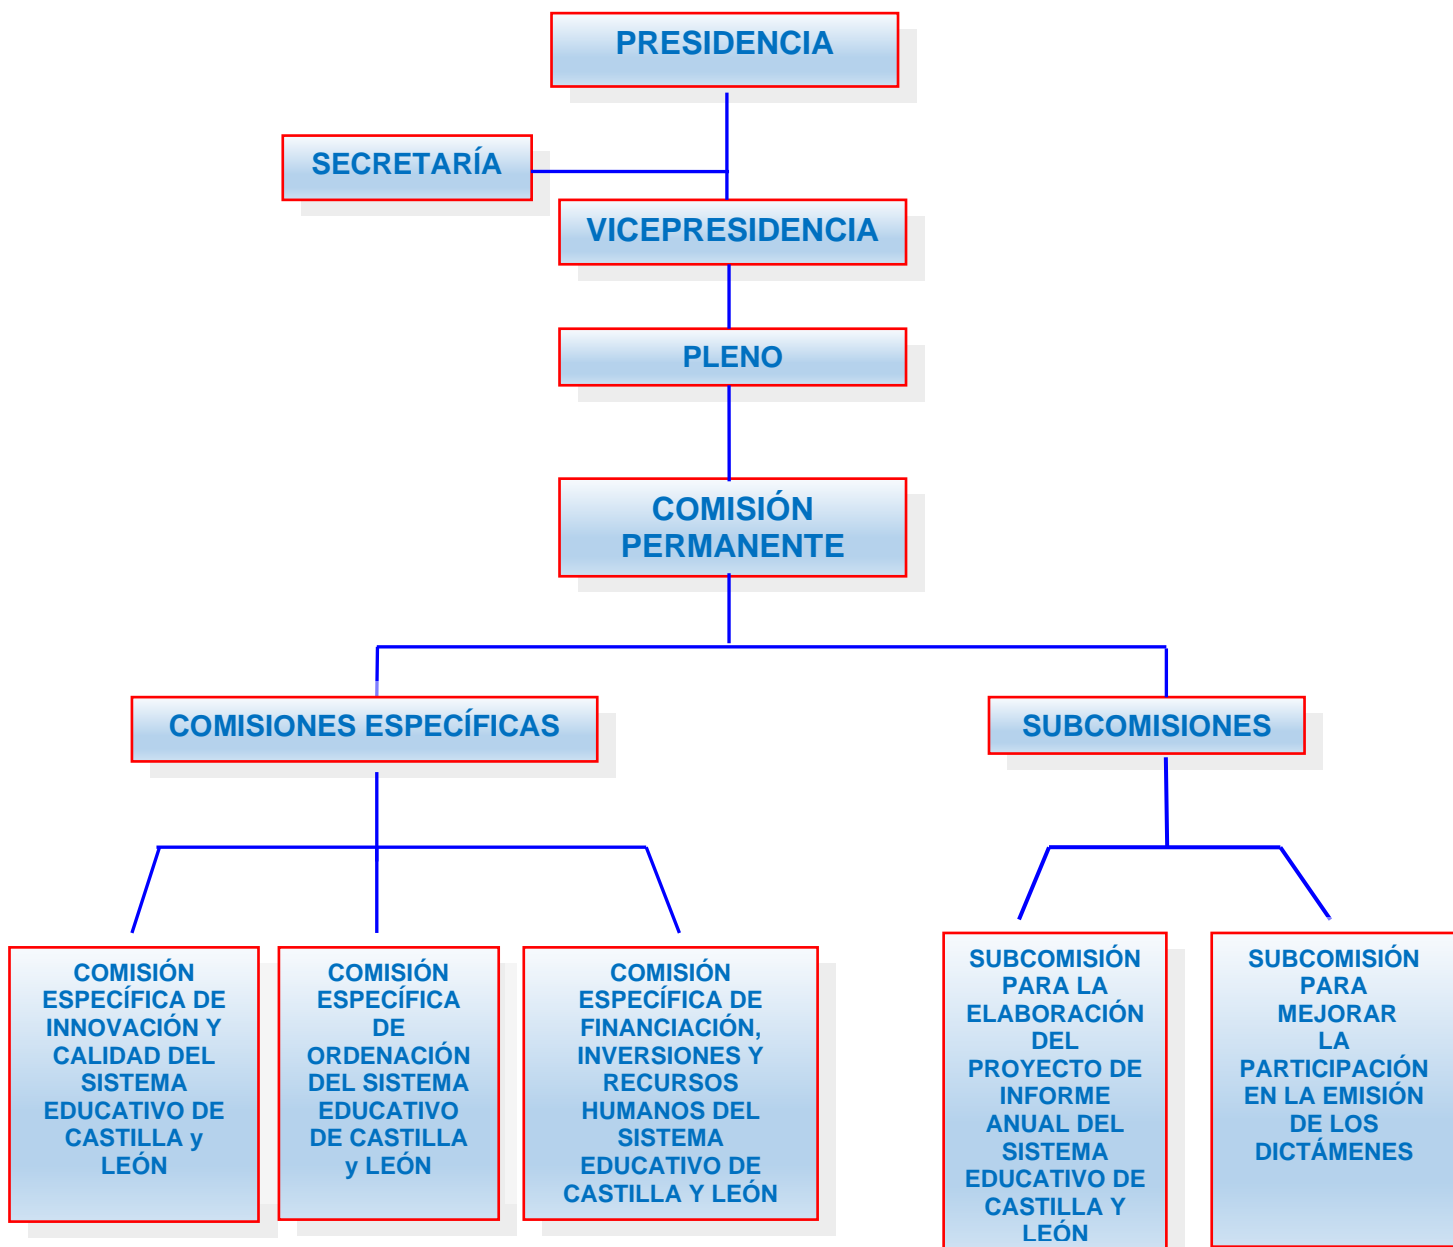 PRESIDENCIA
SECRETARÍA
VICEPRESIDENCIA
PLENO
COMISIÓN
PERMANENTE
COMISIONES ESPECÍFICAS
SUBCOMISIONES
COMISIÓN
ESPECÍFICA DE
INNOVACIÓN Y
CALIDAD DEL
SISTEMA
EDUCATIVO DE
CASTILLA y
LEÓN
COMISIÓN
ESPECÍFICA
DE
ORDENACIÓN
DEL SISTEMA
EDUCATIVO
DE CASTILLA
y LEÓN
COMISIÓN
ESPECÍFICA DE
FINANCIACIÓN,
INVERSIONES Y
RECURSOS
HUMANOS DEL
SISTEMA
EDUCATIVO DE
CASTILLA Y LEÓN
SUBCOMISIÓN
PARA LA
ELABORACIÓN
DEL
PROYECTO DE
INFORME
ANUAL DEL
SISTEMA
EDUCATIVO DE
CASTILLA Y
LEÓN
SUBCOMISIÓN
PARA
MEJORAR
LA
PARTICIPACIÓN
EN LA EMISIÓN
DE LOS
DICTÁMENES